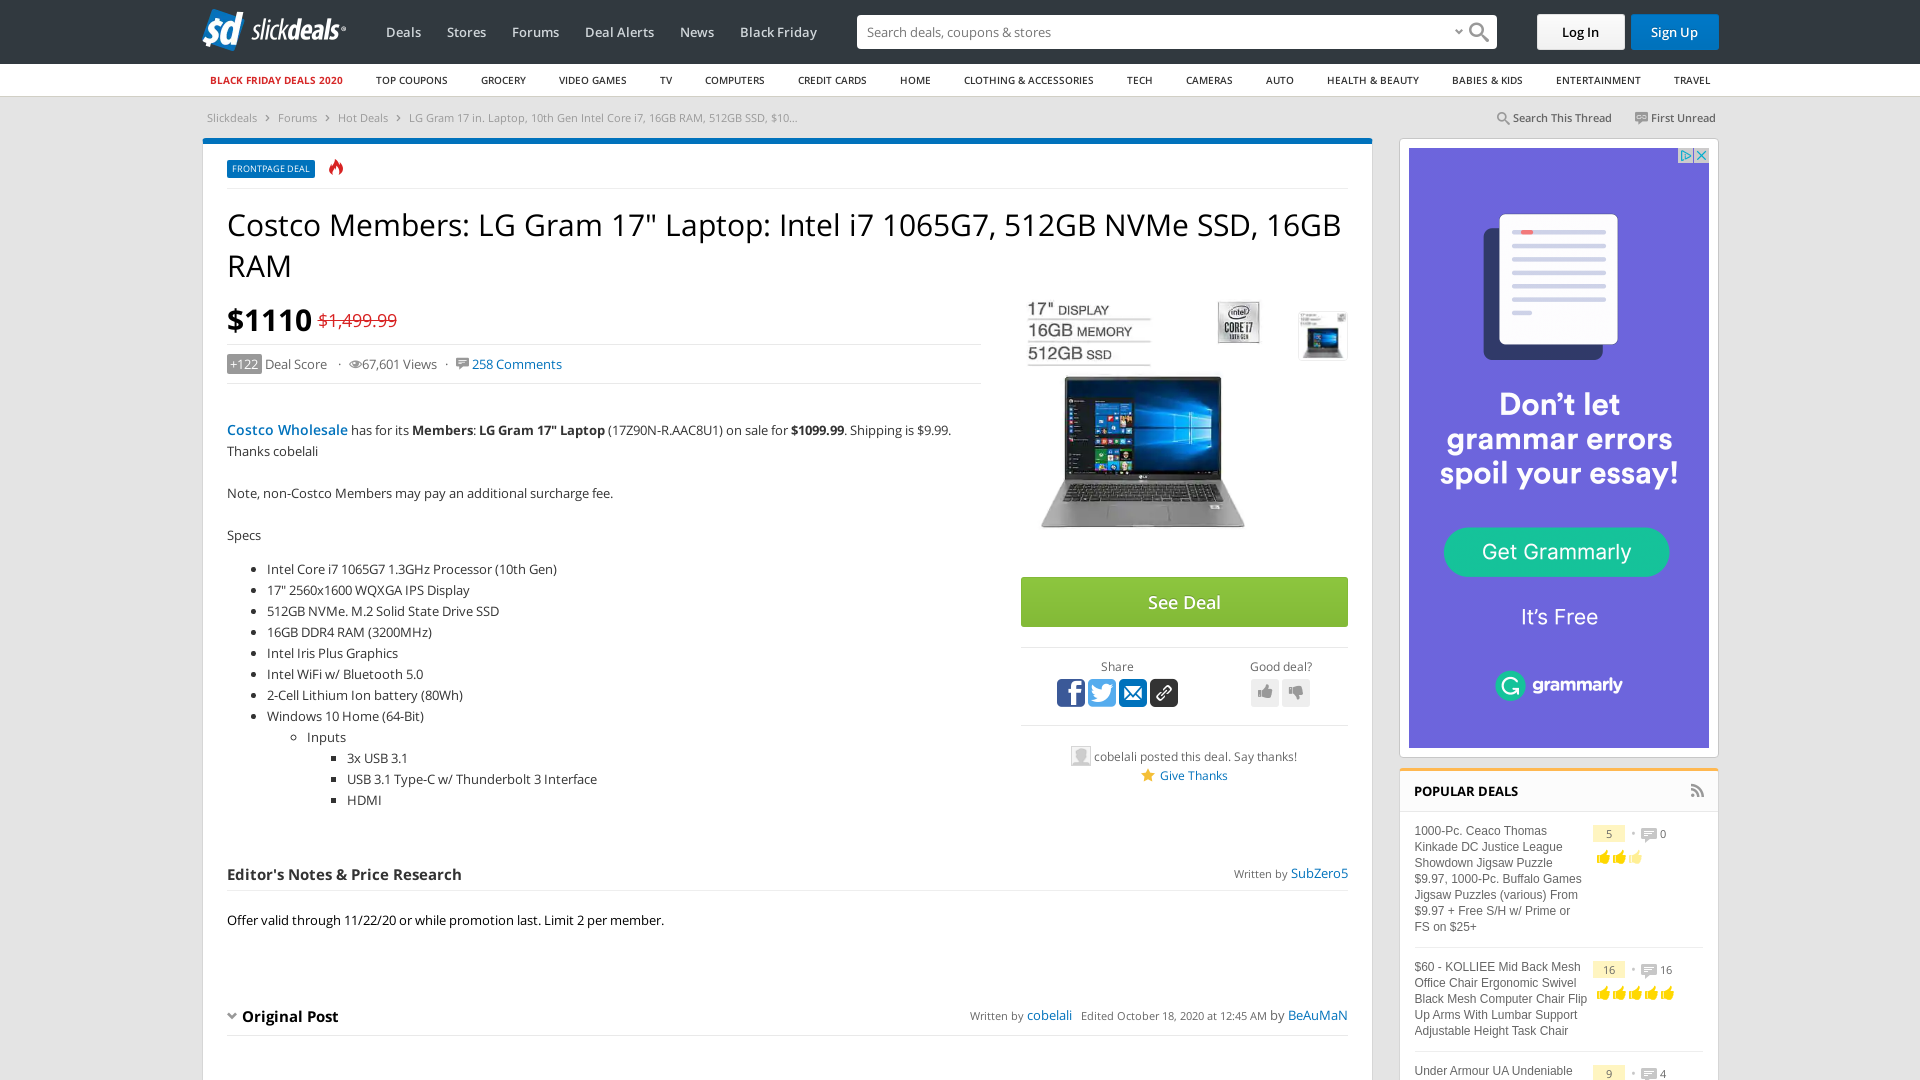 slickdeals
Deals
Stores
Forums
Deal Alerts
News
Black Friday
Search deals, coupons & stores
Log In
Sign Up
BLACK FRIDAY DEALS 2020
TOP COUPONS
GROCERY
VIDEO GAMES
TV
COMPUTERS
CREDIT CARDS
HOME
CLOTHING & ACCESSORIES
TECH
CAMERAS
AUTO
HEALTH & BEAUTY
BABIES & KIDS
ENTERTAINMENT
TRAVEL
Slickdeals > Forums > Hot Deals > LG Gram 17 in. Laptop, 10th Gen Intel Core i7, 16GB RAM, 512GB SSD, $10...
Search This Thread
First Unread
FRONTPAGE DEAL
Costco Members: LG Gram 17" Laptop: Intel i7 1065G7, 512GB NVMe SSD, 16GB
RAM
$1110 $1,499.99
+122 Deal Score · 67,601 Views · 258 Comments
Costco Wholesale has for its Members: LG Gram 17" Laptop (17Z90N-R.AAC8U1) on sale for $1099.99. Shipping is $9.99.
Thanks cobelali
Note, non-Costco Members may pay an additional surcharge fee.
Specs
Intel Core i7 1065G7 1.3GHz Processor (10th Gen)
17" 2560x1600 WQXGA IPS Display
512GB NVMe. M.2 Solid State Drive SSD
16GB DDR4 RAM (3200MHz)
Intel Iris Plus Graphics
Intel WiFi w/ Bluetooth 5.0
2-Cell Lithium Ion battery (80Wh)
Windows 10 Home (64-Bit)
Inputs
3x USB 3.1
USB 3.1 Type-C w/ Thunderbolt 3 Interface
HDMI
17" DISPLAY
16GB MEMORY
512GB SSD
intel
CORE i7
10TH GEN
See Deal
Share
Good deal?
cobelali posted this deal. Say thanks!
Give Thanks
Editor's Notes & Price Research
Written by SubZero5
Offer valid through 11/22/20 or while promotion last. Limit 2 per member.
Original Post
Written by cobelali Edited October 18, 2020 at 12:45 AM by BeAuMaN
Don't let
grammar errors
spoil your essay!
Get Grammarly
It's Free
grammarly
POPULAR DEALS
1000-Pc. Ceaco Thomas
Kinkade DC Justice League
Showdown Jigsaw Puzzle
$9.97, 1000-Pc. Buffalo Games
Jigsaw Puzzles (various) From
$9.97 + Free S/H w/ Prime or
FS on $25+
5 • 0
$60 - KOLLIEE Mid Back Mesh
Office Chair Ergonomic Swivel
Black Mesh Computer Chair Flip
Up Arms With Lumbar Support
Adjustable Height Task Chair
16 • 16
Under Armour UA Undeniable
9 • 4